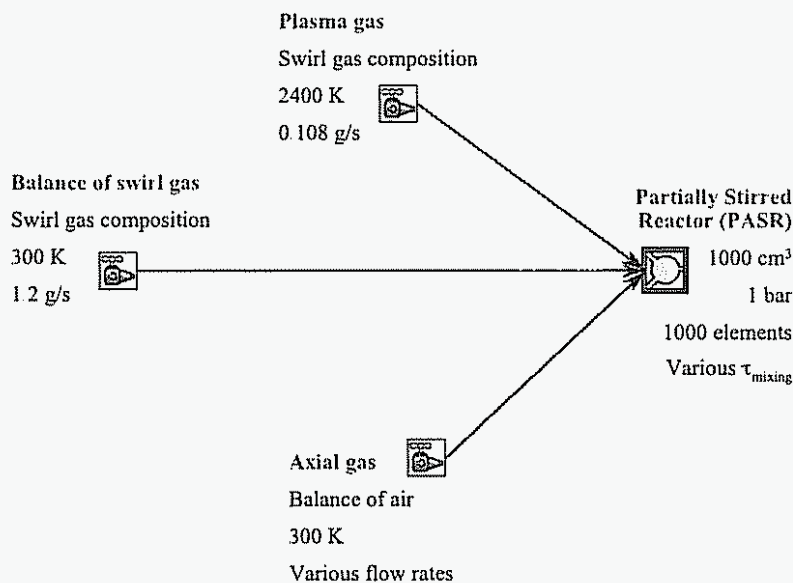 Plasma gas
Swirl gas composition
2400 K
0.108 g/s
Balance of swirl gas
Swirl gas composition
300 K
1.2 g/s
Partially Stirred
Reactor (PASR)
1000 cm³
1 bar
1000 elements
Various τmixing
Axial gas
Balance of air
300 K
Various flow rates